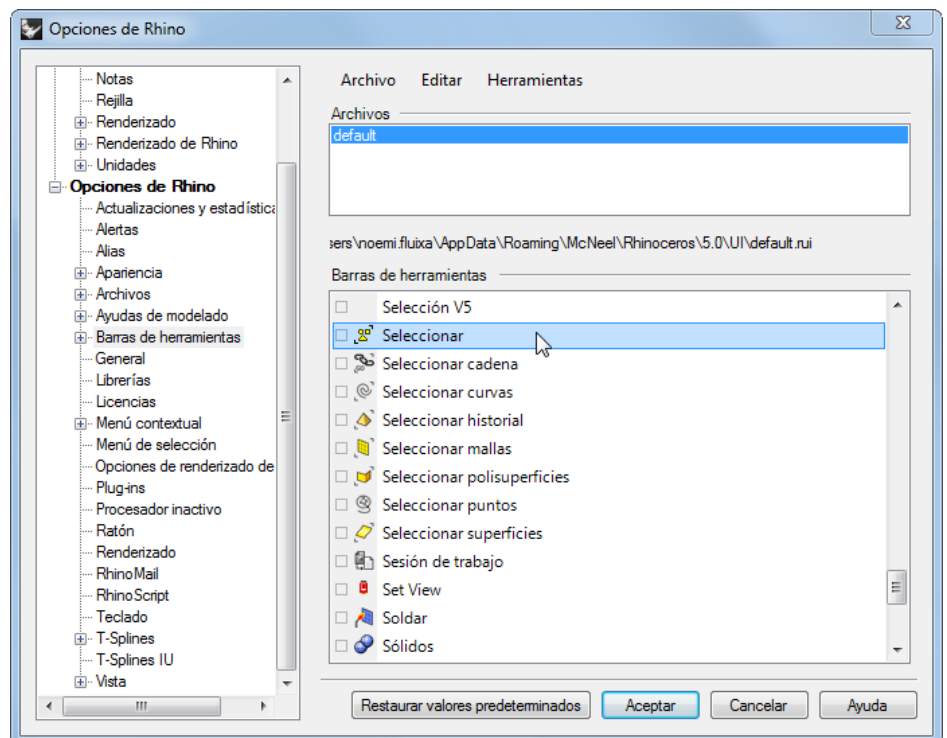 Opciones de Rhino
Notas
Rejilla
Renderizado
Renderizado de Rhino
Unidades
Opciones de Rhino
Actualizaciones y estadística
Alertas
Alias
Apariencia
Archivos
Ayudas de modelado
Barras de herramientas
General
Librerías
Licencias
Menú contextual
Menú de selección
Opciones de renderizado de
Plug-ins
Procesador inactivo
Ratón
Renderizado
RhinoMail
RhinoScript
Teclado
T-Splines
T-Splines IU
Vista
Archivo Editar Herramientas
Archivos
default
sers\noemi.fluixa\AppData\Roaming\McNeel\Rhinoceros\5.0\UI\default.rui
Barras de herramientas
Selección V5
Seleccionar
Seleccionar cadena
Seleccionar curvas
Seleccionar historial
Seleccionar mallas
Seleccionar polisuperficies
Seleccionar puntos
Seleccionar superficies
Sesión de trabajo
Set View
Soldar
Sólidos
Restaurar valores predeterminados Aceptar Cancelar Ayuda